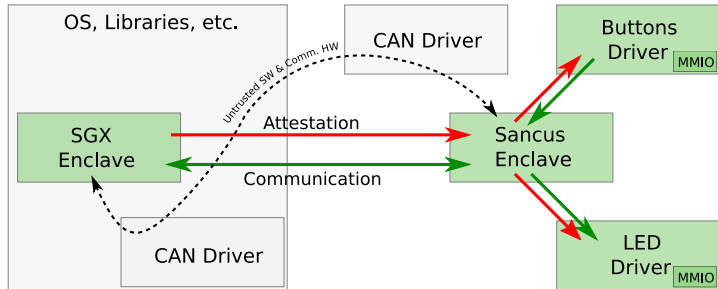 OS, Libraries, etc.
CAN Driver
Buttons
Driver
MMIO
Untrusted SW & Comm. HW
SGX
Enclave
Attestation
Communication
Sancus
Enclave
CAN Driver
LED
Driver
MMIO